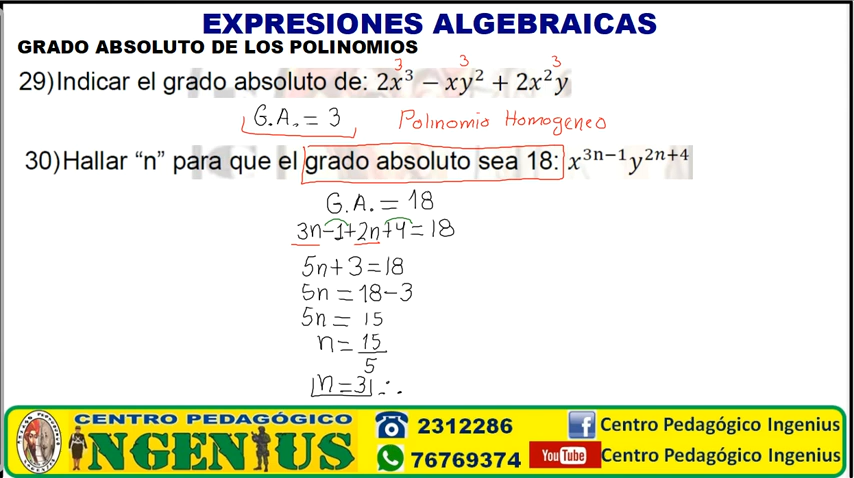 EXPRESIONES ALGEBRAICAS
GRADO ABSOLUTO DE LOS POLINOMIOS
3 3 3
29) Indicar el grado absoluto de: 2x³ − xy² + 2x²y
G.A. = 3 Polinomio Homogeneo
30) Hallar “n” para que el grado absoluto sea 18: x³ⁿ⁻¹y²ⁿ⁺⁴
G.A. = 18
3n-1+2n+4=18
5n+3=18
5n = 18-3
5n = 15
n = 15/5
n=3 ∴
CENTRO PEDAGÓGICO
INGENIUS
2312286
76769374
f Centro Pedagógico Ingenius
YouTube Centro Pedagógico Ingenius